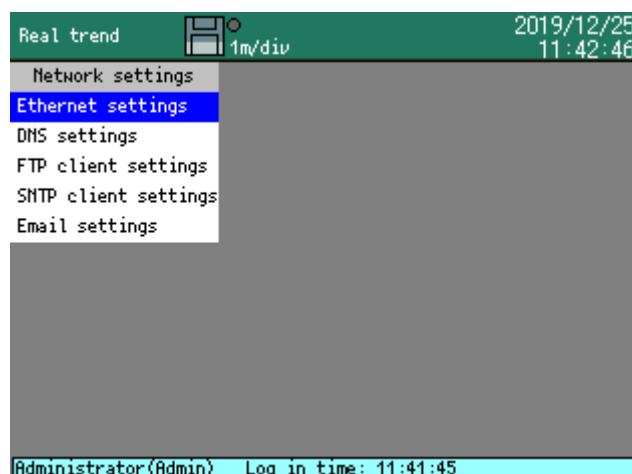 Real trend
1m/div
2019/12/25
11:42:46
Network settings
Ethernet settings
DNS settings
FTP client settings
SNTP client settings
Email settings
Administrator(Admin) Log in time: 11:41:45